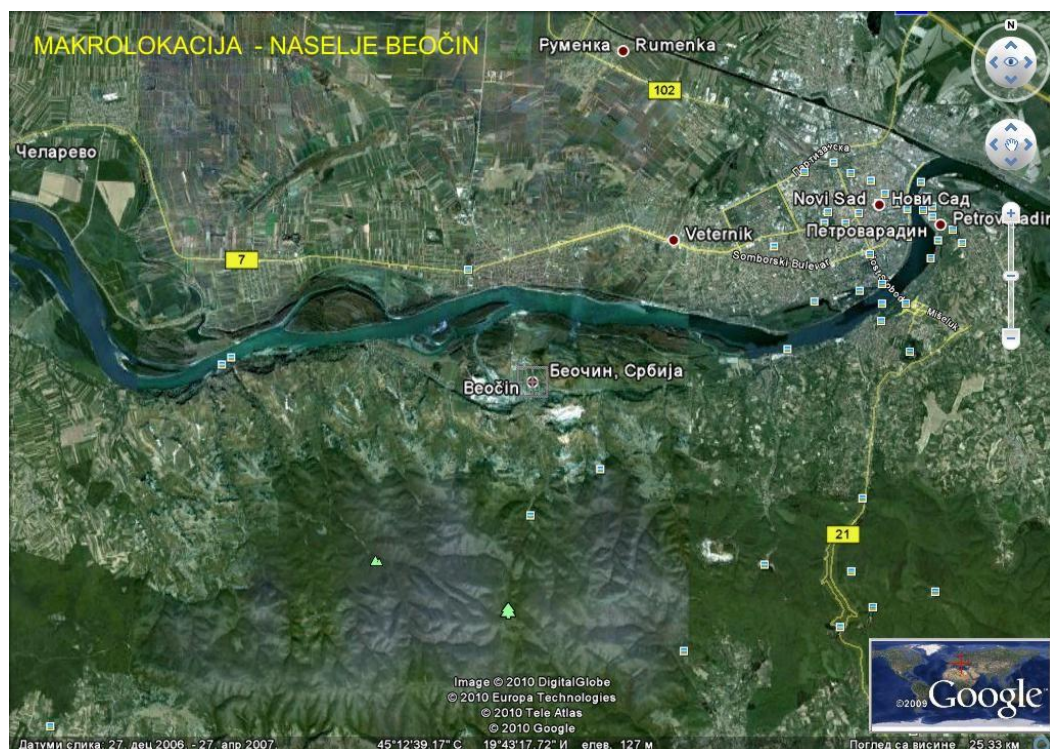 MAKROLOKACIJA - NASELJE BEOČIN
Руменка Rumenka
102
N
Челарево
Партизанска
Novi Sad Нови Сад
Петроварадин
7
Veternik
Somborski Bulevar
Mišeluk
Беочин, Србија
Beočin
21
Image © 2010 DigitalGlobe
© 2010 Europa Technologies
© 2010 Tele Atlas
© 2010 Google
©2009 Google
Датуми слика: 27. дец 2006 - 27. апр 2007. 45°12'39.17" С 19°43'17.72" И елев. 127 м Поглед са висине 25.33 км